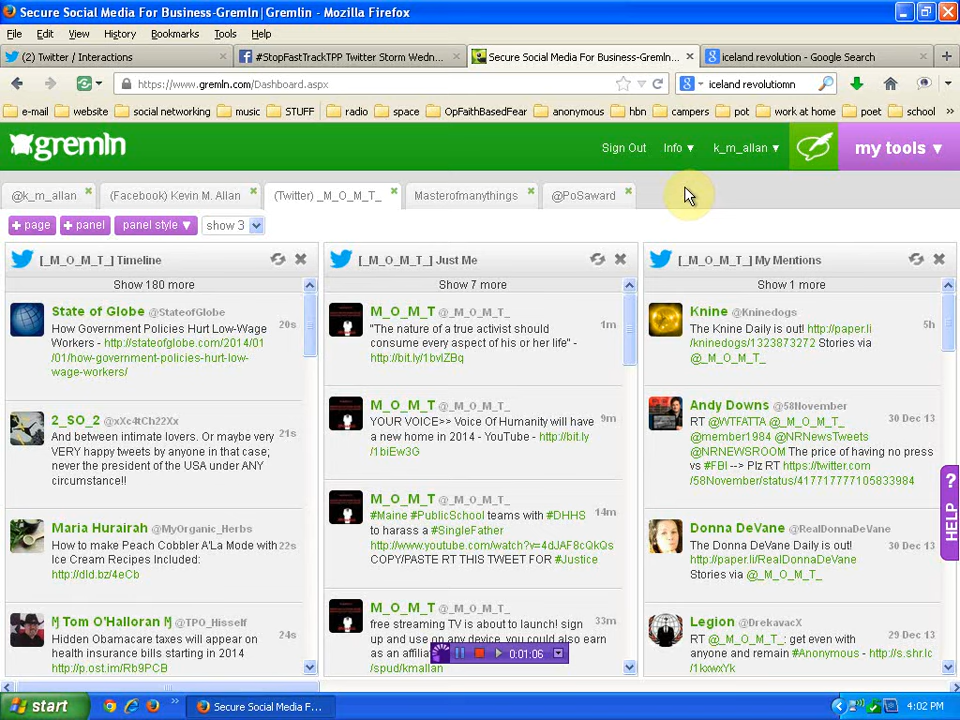 Secure Social Media For Business-Gremln | Gremlin - Mozilla Firefox
File Edit View History Bookmarks Tools Help
(2) Twitter / Interactions
#StopFastTrackTPP Twitter Storm Wedn...
Secure Social Media For Business-Gremln...
iceland revolution - Google Search
https://www.gremln.com/Dashboard.aspx
iceland revolutiomn
e-mail website social networking music STUFF radio space OpFaithBasedFear anonymous hbn campers pot work at home poet school
gremln
Sign Out Info ▼ k_m_allan ▼ my tools ▼
@k_m_allan (Facebook) Kevin M. Allan (Twitter) _M_O_M_T_ Masterofmanythings @PoSaward
+ page + panel panel style ▼ show 3
[_M_O_M_T_] Timeline
Show 180 more
State of Globe @StateofGlobe
How Government Policies Hurt Low-Wage 20s
Workers - http://stateofglobe.com/2014/01
/01/how-government-policies-hurt-low-
wage-workers/
2_SO_2 @xXc4tCh22Xx
And between intimate lovers. Or maybe very 21s
VERY happy tweets by anyone in that case;
never the president of the USA under ANY
circumstance!!
Maria Hurairah @MyOrganic_Herbs
How to make Peach Cobbler A'La Mode with 22s
Ice Cream Recipes Included:
http://dld.bz/4eCb
Tom O'Halloran @TPO_Hisself
Hidden Obamacare taxes will appear on 24s
health insurance bills starting in 2014
http://p.ost.im/Rb9PCB
[_M_O_M_T_] Just Me
Show 7 more
M_O_M_T @_M_O_M_T_
"The nature of a true activist should 1m
consume every aspect of his or her life" -
http://bit.ly/1bvIZBq
M_O_M_T @_M_O_M_T_
YOUR VOICE>> Voice Of Humanity will have 9m
a new home in 2014 - YouTube - http://bit.ly
/1biEw3G
M_O_M_T @_M_O_M_T_
#Maine #PublicSchool teams with #DHHS 14m
to harass a #SingleFather
http://www.youtube.com/watch?v=4dJAF8cQkQs
COPY/PASTE RT THIS TWEET FOR #Justice
M_O_M_T @_M_O_M_T_
free streaming TV is about to launch! sign 33m
up and use on any device, you could also earn
as an affilia
/spud/kmallan
[_M_O_M_T_] My Mentions
Show 1 more
Knine @Kninedogs
The Knine Daily is out! http://paper.li 5h
/kninedogs/1323873272 Stories via
@_M_O_M_T_
Andy Downs @58November
RT @WTFATTA @_M_O_M_T_ 30 Dec 13
@member1984 @NRNewsTweets
@NRNEWSROOM The price of having no press
vs #FBI --> Plz RT https://twitter.com
/58November/status/417717777105833984
Donna DeVane @RealDonnaDeVane
The Donna DeVane Daily is out! 30 Dec 13
http://paper.li/RealDonnaDeVane
Stories via @_M_O_M_T_
Legion @DrekavacX
RT @_M_O_M_T_: get even with 29 Dec 13
anyone and remain #Anonymous - http://s.shr.lc
/1kxwxYk
HELP ?
0:01:06
start
Secure Social Media F...
4:02 PM